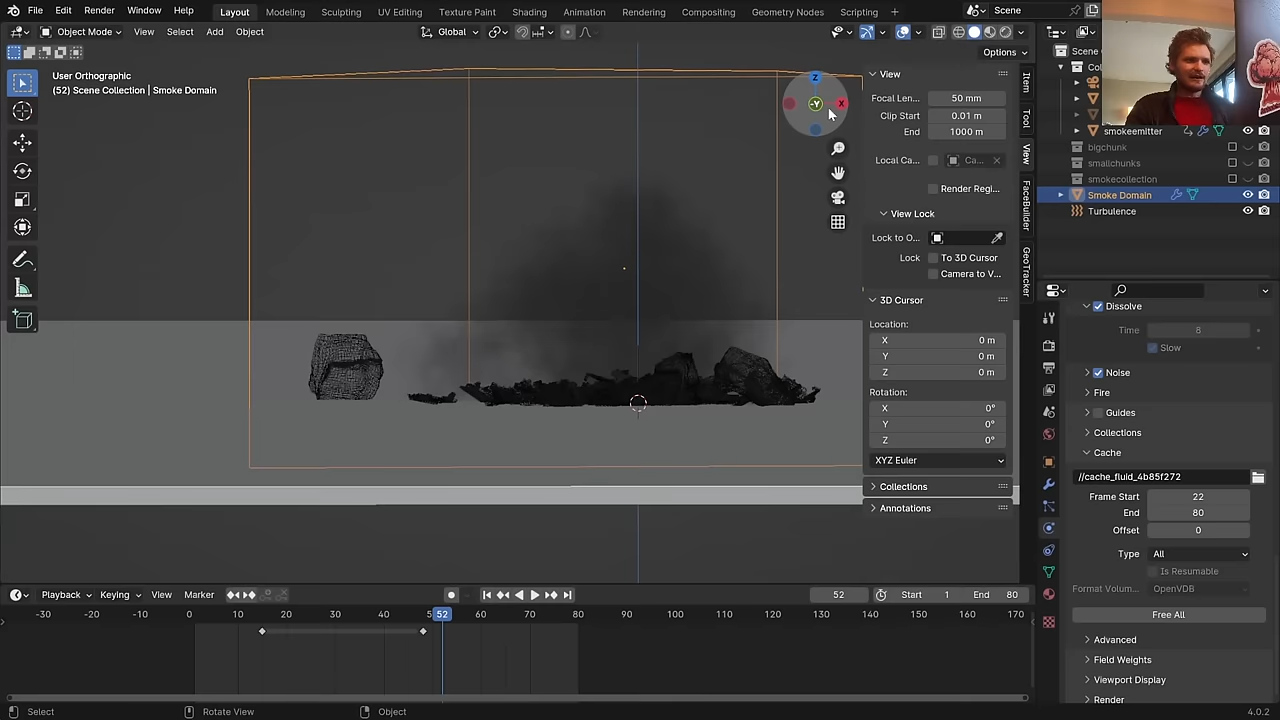 File Edit Render Window Help Layout Modeling Sculpting UV Editing Texture Paint Shading Animation Rendering Compositing Geometry Nodes Scripting + Scene
Object Mode View Select Add Object Global
Options
User Orthographic
(52) Scene Collection | Smoke Domain
Z
-Y
X
View
Focal Len... 50 mm
Clip Start 0.01 m
End 1000 m
Local Ca... Ca...
Render Regi...
View Lock
Lock to O...
Lock To 3D Cursor
Camera to V...
3D Cursor
Location:
X 0 m
Y 0 m
Z 0 m
Rotation:
X 0°
Y 0°
Z 0°
XYZ Euler
Collections
Annotations
Item
Tool
View
FaceBuilder
GeoTracker
Scene
Col
smokeemitter
bigchunk
smallchunks
smokecollection
Smoke Domain
Turbulence
Dissolve
Time 8
Slow
Noise
Fire
Guides
Collections
Cache
//cache_fluid_4b85f272
Frame Start 22
End 80
Offset 0
Type All
Is Resumable
Format Volum... OpenVDB
Free All
Advanced
Field Weights
Viewport Display
Render
Playback Keying View Marker 52 Start 1 End 80
-30 -20 -10 0 10 20 30 40 5 52 60 70 80 90 100 110 120 130 140 150 160 170
Select Rotate View Object 4.0.2